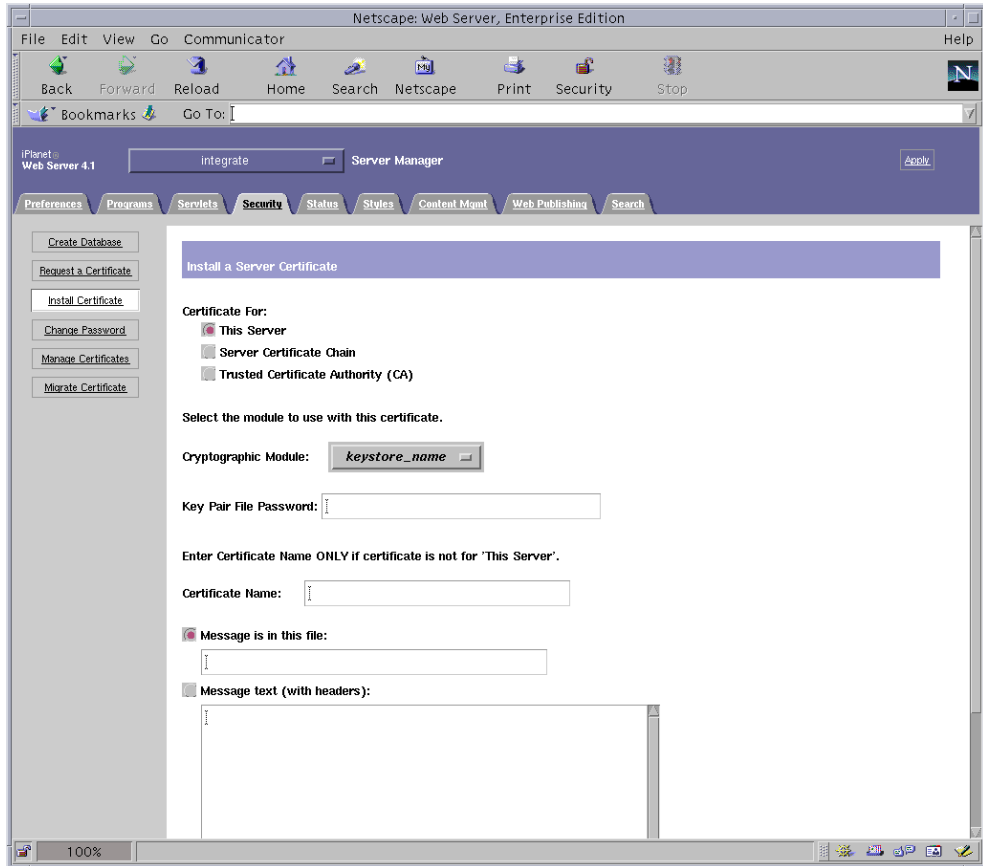 Netscape: Web Server, Enterprise Edition
File Edit View Go Communicator Help
Back Forward Reload Home Search Netscape Print Security Stop
My
N
Bookmarks Go To:
iPlanet
Web Server 4.1
integrate
Server Manager
Apply
Preferences Programs Servlets Security Status Styles Content Mgmt Web Publishing Search
Create Database
Request a Certificate
Install Certificate
Change Password
Manage Certificates
Migrate Certificate
Install a Server Certificate
Certificate For:
This Server
Server Certificate Chain
Trusted Certificate Authority (CA)
Select the module to use with this certificate.
Cryptographic Module: keystore_name
Key Pair File Password:
Enter Certificate Name ONLY if certificate is not for 'This Server'.
Certificate Name:
Message is in this file:
Message text (with headers):
100%